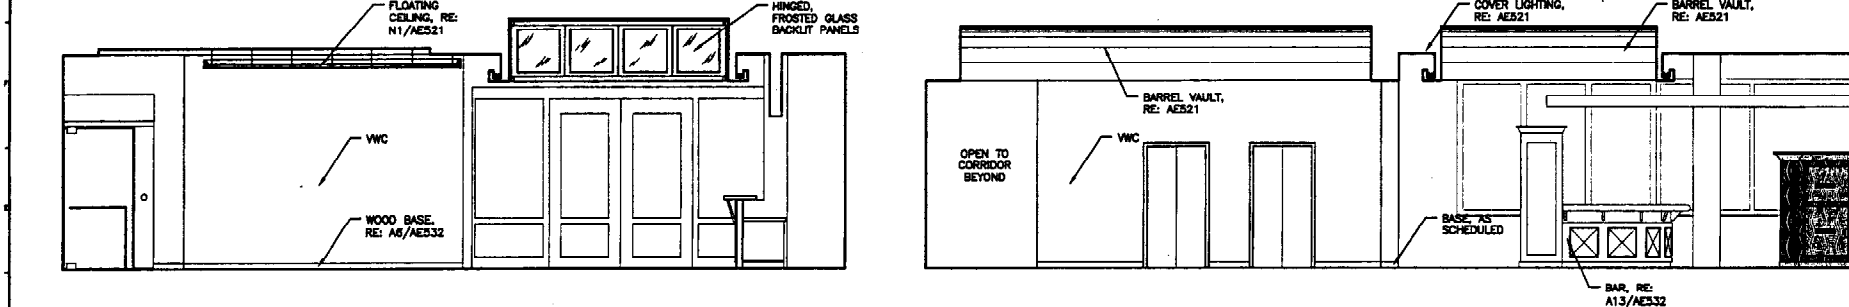 FLOATING
CEILING, RE:
N1/AE521
HINGED,
FROSTED GLASS
BACKLIT PANELS
VWC
WOOD BASE,
RE: A6/AE532
COVER LIGHTING,
RE: AE521
BARREL VAULT,
RE: AE521
BARREL VAULT,
RE: AE521
VWC
OPEN TO
CORRIDOR
BEYOND
BASE, AS
SCHEDULED
BAR, RE:
A13/AE532